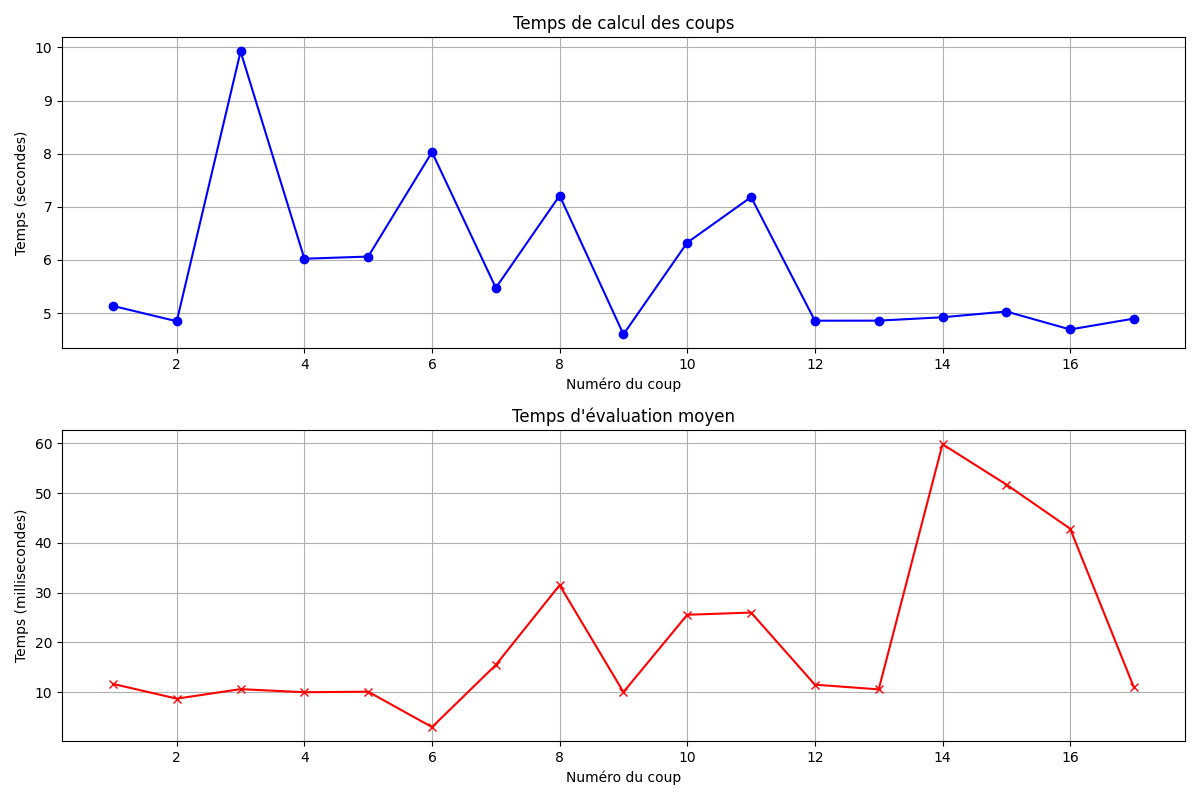 Temps de calcul des coups
10
9
8
7
6
5
Temps (secondes)
2 4 6 8 10 12 14 16
Numéro du coup
Temps d'évaluation moyen
60
50
40
30
20
10
Temps (millisecondes)
2 4 6 8 10 12 14 16
Numéro du coup